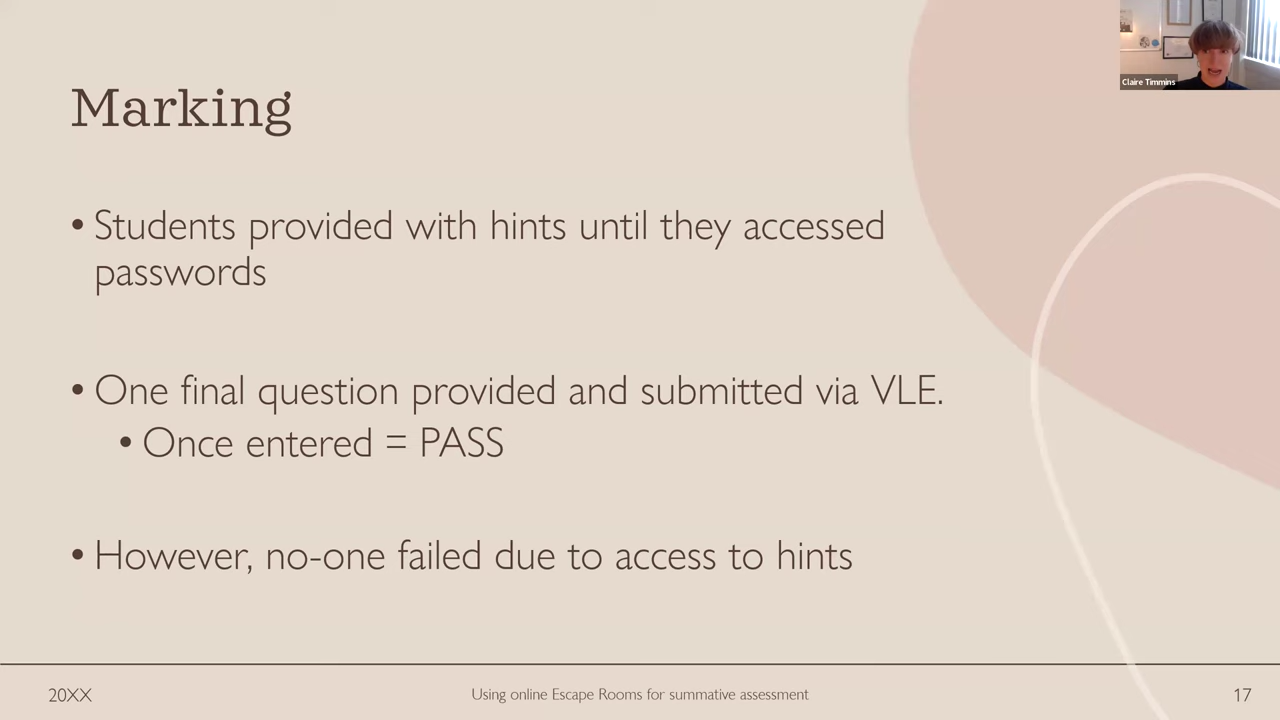 Claire Timmins
Marking
• Students provided with hints until they accessed
passwords
• One final question provided and submitted via VLE.
• Once entered = PASS
• However, no-one failed due to access to hints
20XX
Using online Escape Rooms for summative assessment
17